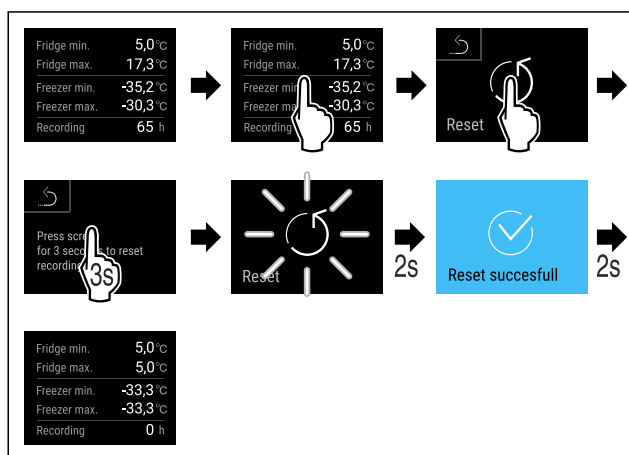 Fridge min. 5,0°C
Fridge max. 17,3°C
Freezer min. -35,2°C
Freezer max. -30,3°C
Recording 65 h
Fridge min. 5,0°C
Fridge max. 17,3°C
Freezer min. -35,2°C
Freezer ma -30,3°C
Recording 65 h
Reset
Press scre
for 3 seconds to reset
recording
3s
Reset
2s
Reset succesfull
2s
Fridge min. 5,0°C
Fridge max. 5,0°C
Freezer min. -33,3°C
Freezer max. -33,3°C
Recording 0 h